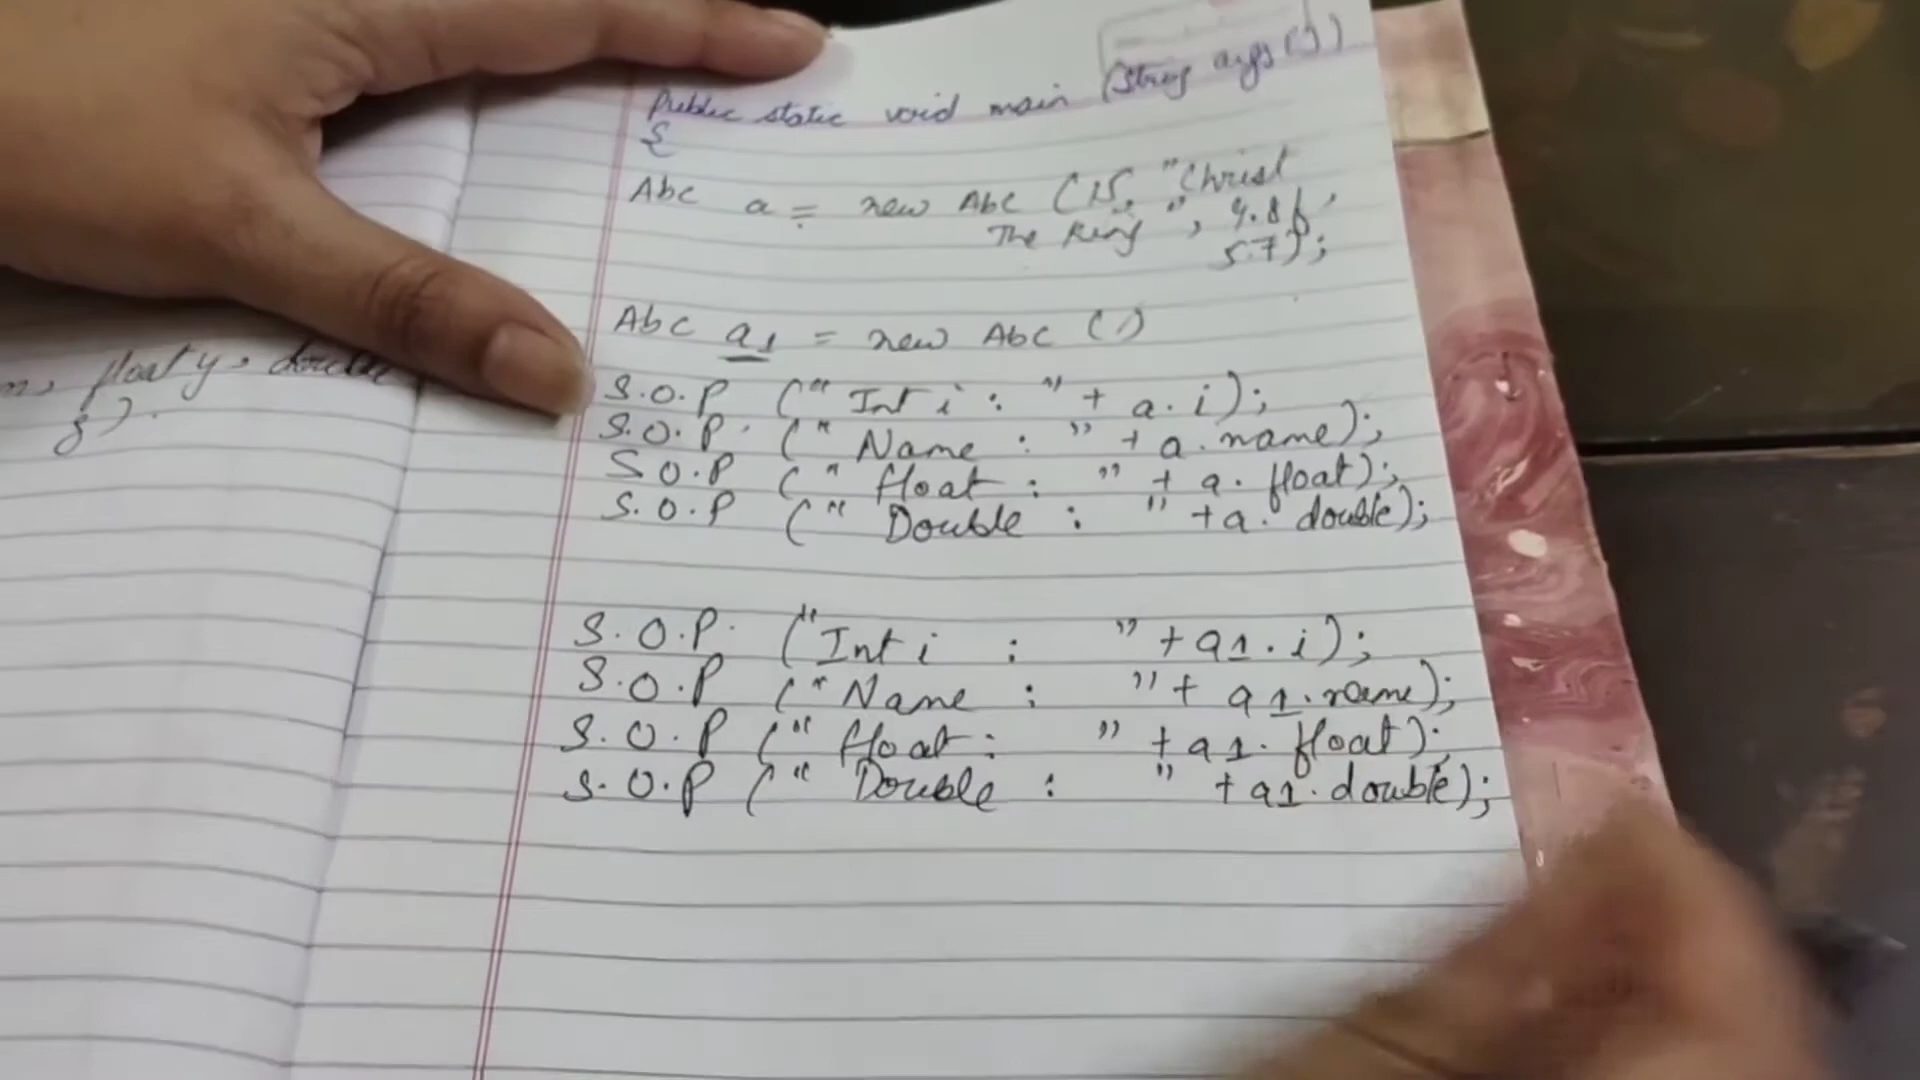 float y, double
z).
Public static void main (String args[])
{
Abc a = new Abc (15, "Christ
The King", 4.8f,
5.7);
Abc a1 = new Abc ()
S.O.P ("Int i : " + a.i);
S.O.P. ("Name : " + a.name);
S.O.P ("float : " + a.float);
S.O.P ("Double : " + a.double);
S.O.P. ("Int i : " + a1.i);
S.O.P ("Name : " + a1.name);
S.O.P ("float : " + a1.float);
S.O.P ("Double : " + a1.double);